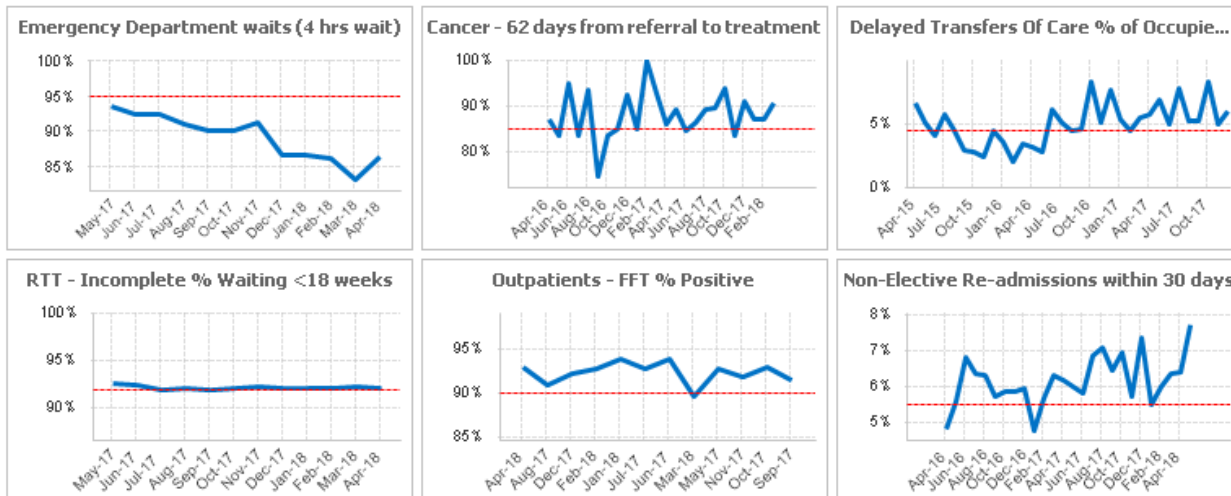 Emergency Department waits (4 hrs wait)
100%
95%
90%
85%
May-17
Jun-17
Jul-17
Aug-17
Sep-17
Oct-17
Nov-17
Dec-17
Jan-18
Feb-18
Mar-18
Apr-18
Cancer - 62 days from referral to treatment
100%
90%
80%
Apr-16
Jun-16
Aug-16
Oct-16
Dec-16
Feb-17
Apr-17
Jun-17
Aug-17
Oct-17
Dec-17
Feb-18
Delayed Transfers Of Care % of Occupie...
5%
0%
Apr-15
Jul-15
Oct-15
Jan-16
Apr-16
Jul-16
Oct-16
Jan-17
Apr-17
Jul-17
Oct-17
RTT - Incomplete % Waiting <18 weeks
100%
95%
90%
May-17
Jun-17
Jul-17
Aug-17
Sep-17
Oct-17
Nov-17
Dec-17
Jan-18
Feb-18
Mar-18
Apr-18
Outpatients - FFT % Positive
95%
90%
85%
Apr-18
Aug-17
Dec-17
Feb-18
Jan-18
Jul-17
Jun-17
Mar-18
May-17
Nov-17
Oct-17
Sep-17
Non-Elective Re-admissions within 30 days
8%
7%
6%
5%
Apr-16
Jun-16
Aug-16
Oct-16
Dec-16
Feb-17
Apr-17
Jun-17
Aug-17
Oct-17
Dec-17
Feb-18
Apr-18